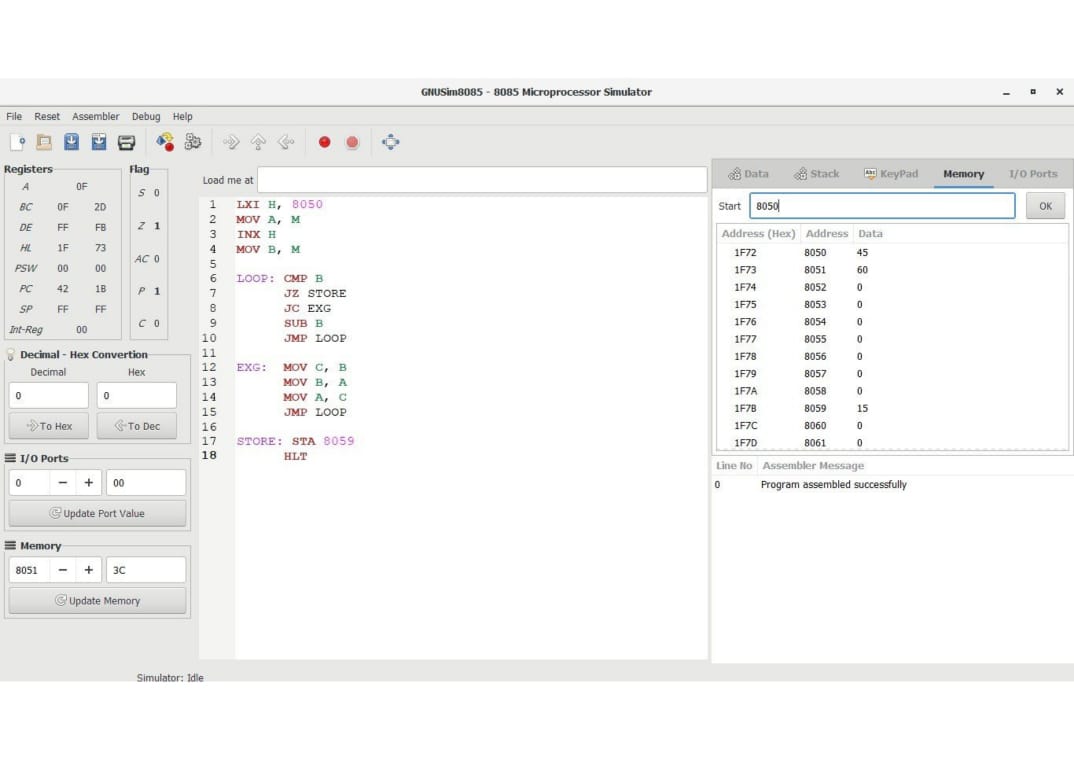 GNUSim8085 - 8085 Microprocessor Simulator
File Reset Assembler Debug Help
Registers
A 0F
BC 0F 2D
DE FF FB
HL 1F 73
PSW 00 00
PC 42 1B
SP FF FF
Int-Reg 00
Flag
S 0
Z 1
AC 0
P 1
C 0
Decimal - Hex Convertion
Decimal Hex
0 0
To Hex To Dec
I/O Ports
0 − + 00
Update Port Value
Memory
8051 − + 3C
Update Memory
Load me at
1 LXI H, 8050
2 MOV A, M
3 INX H
4 MOV B, M
5
6 LOOP: CMP B
7 JZ STORE
8 JC EXG
9 SUB B
10 JMP LOOP
11
12 EXG: MOV C, B
13 MOV B, A
14 MOV A, C
15 JMP LOOP
16
17 STORE: STA 8059
18 HLT
Data Stack Abc KeyPad Memory I/O Ports
Start 8050 OK
Address (Hex) Address Data
1F72 8050 45
1F73 8051 60
1F74 8052 0
1F75 8053 0
1F76 8054 0
1F77 8055 0
1F78 8056 0
1F79 8057 0
1F7A 8058 0
1F7B 8059 15
1F7C 8060 0
1F7D 8061 0
Line No Assembler Message
0 Program assembled successfully
Simulator: Idle